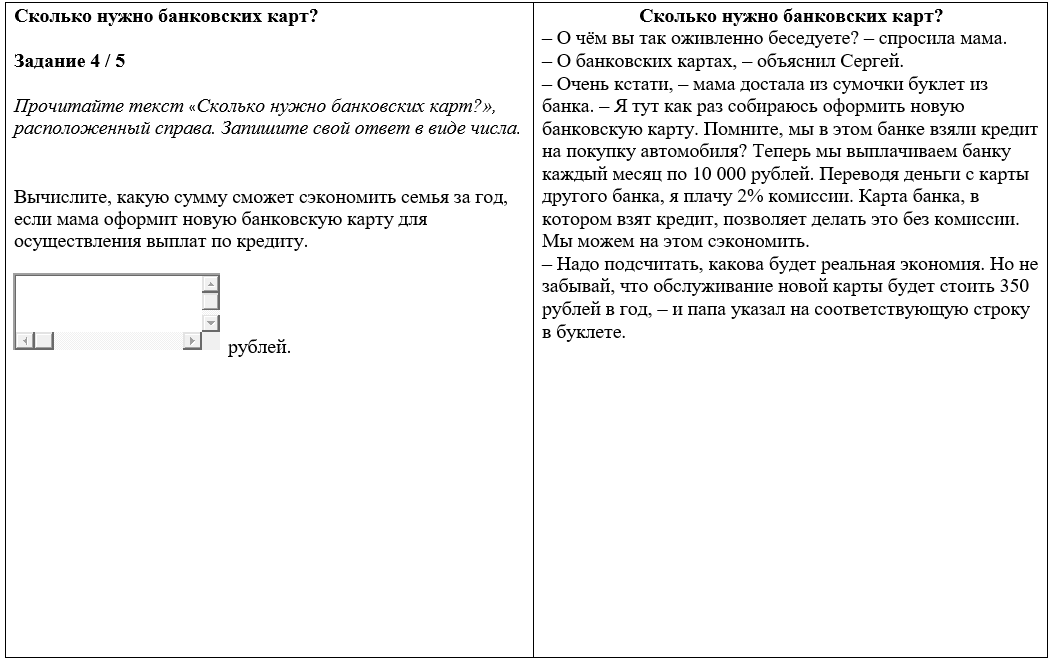 Сколько нужно банковских карт?
Задание 4 / 5
Прочитайте текст «Сколько нужно банковских карт?»,
расположенный справа. Запишите свой ответ в виде числа.
Вычислите, какую сумму сможет сэкономить семья за год,
если мама оформит новую банковскую карту для
осуществления выплат по кредиту.
рублей.
Сколько нужно банковских карт?
– О чём вы так оживленно беседуете? – спросила мама.
– О банковских картах, – объяснил Сергей.
– Очень кстати, – мама достала из сумочки буклет из
банка. – Я тут как раз собираюсь оформить новую
банковскую карту. Помните, мы в этом банке взяли кредит
на покупку автомобиля? Теперь мы выплачиваем банку
каждый месяц по 10 000 рублей. Переводя деньги с карты
другого банка, я плачу 2% комиссии. Карта банка, в
котором взят кредит, позволяет делать это без комиссии.
Мы можем на этом сэкономить.
– Надо подсчитать, какова будет реальная экономия. Но не
забывай, что обслуживание новой карты будет стоить 350
рублей в год, – и папа указал на соответствующую строку
в буклете.